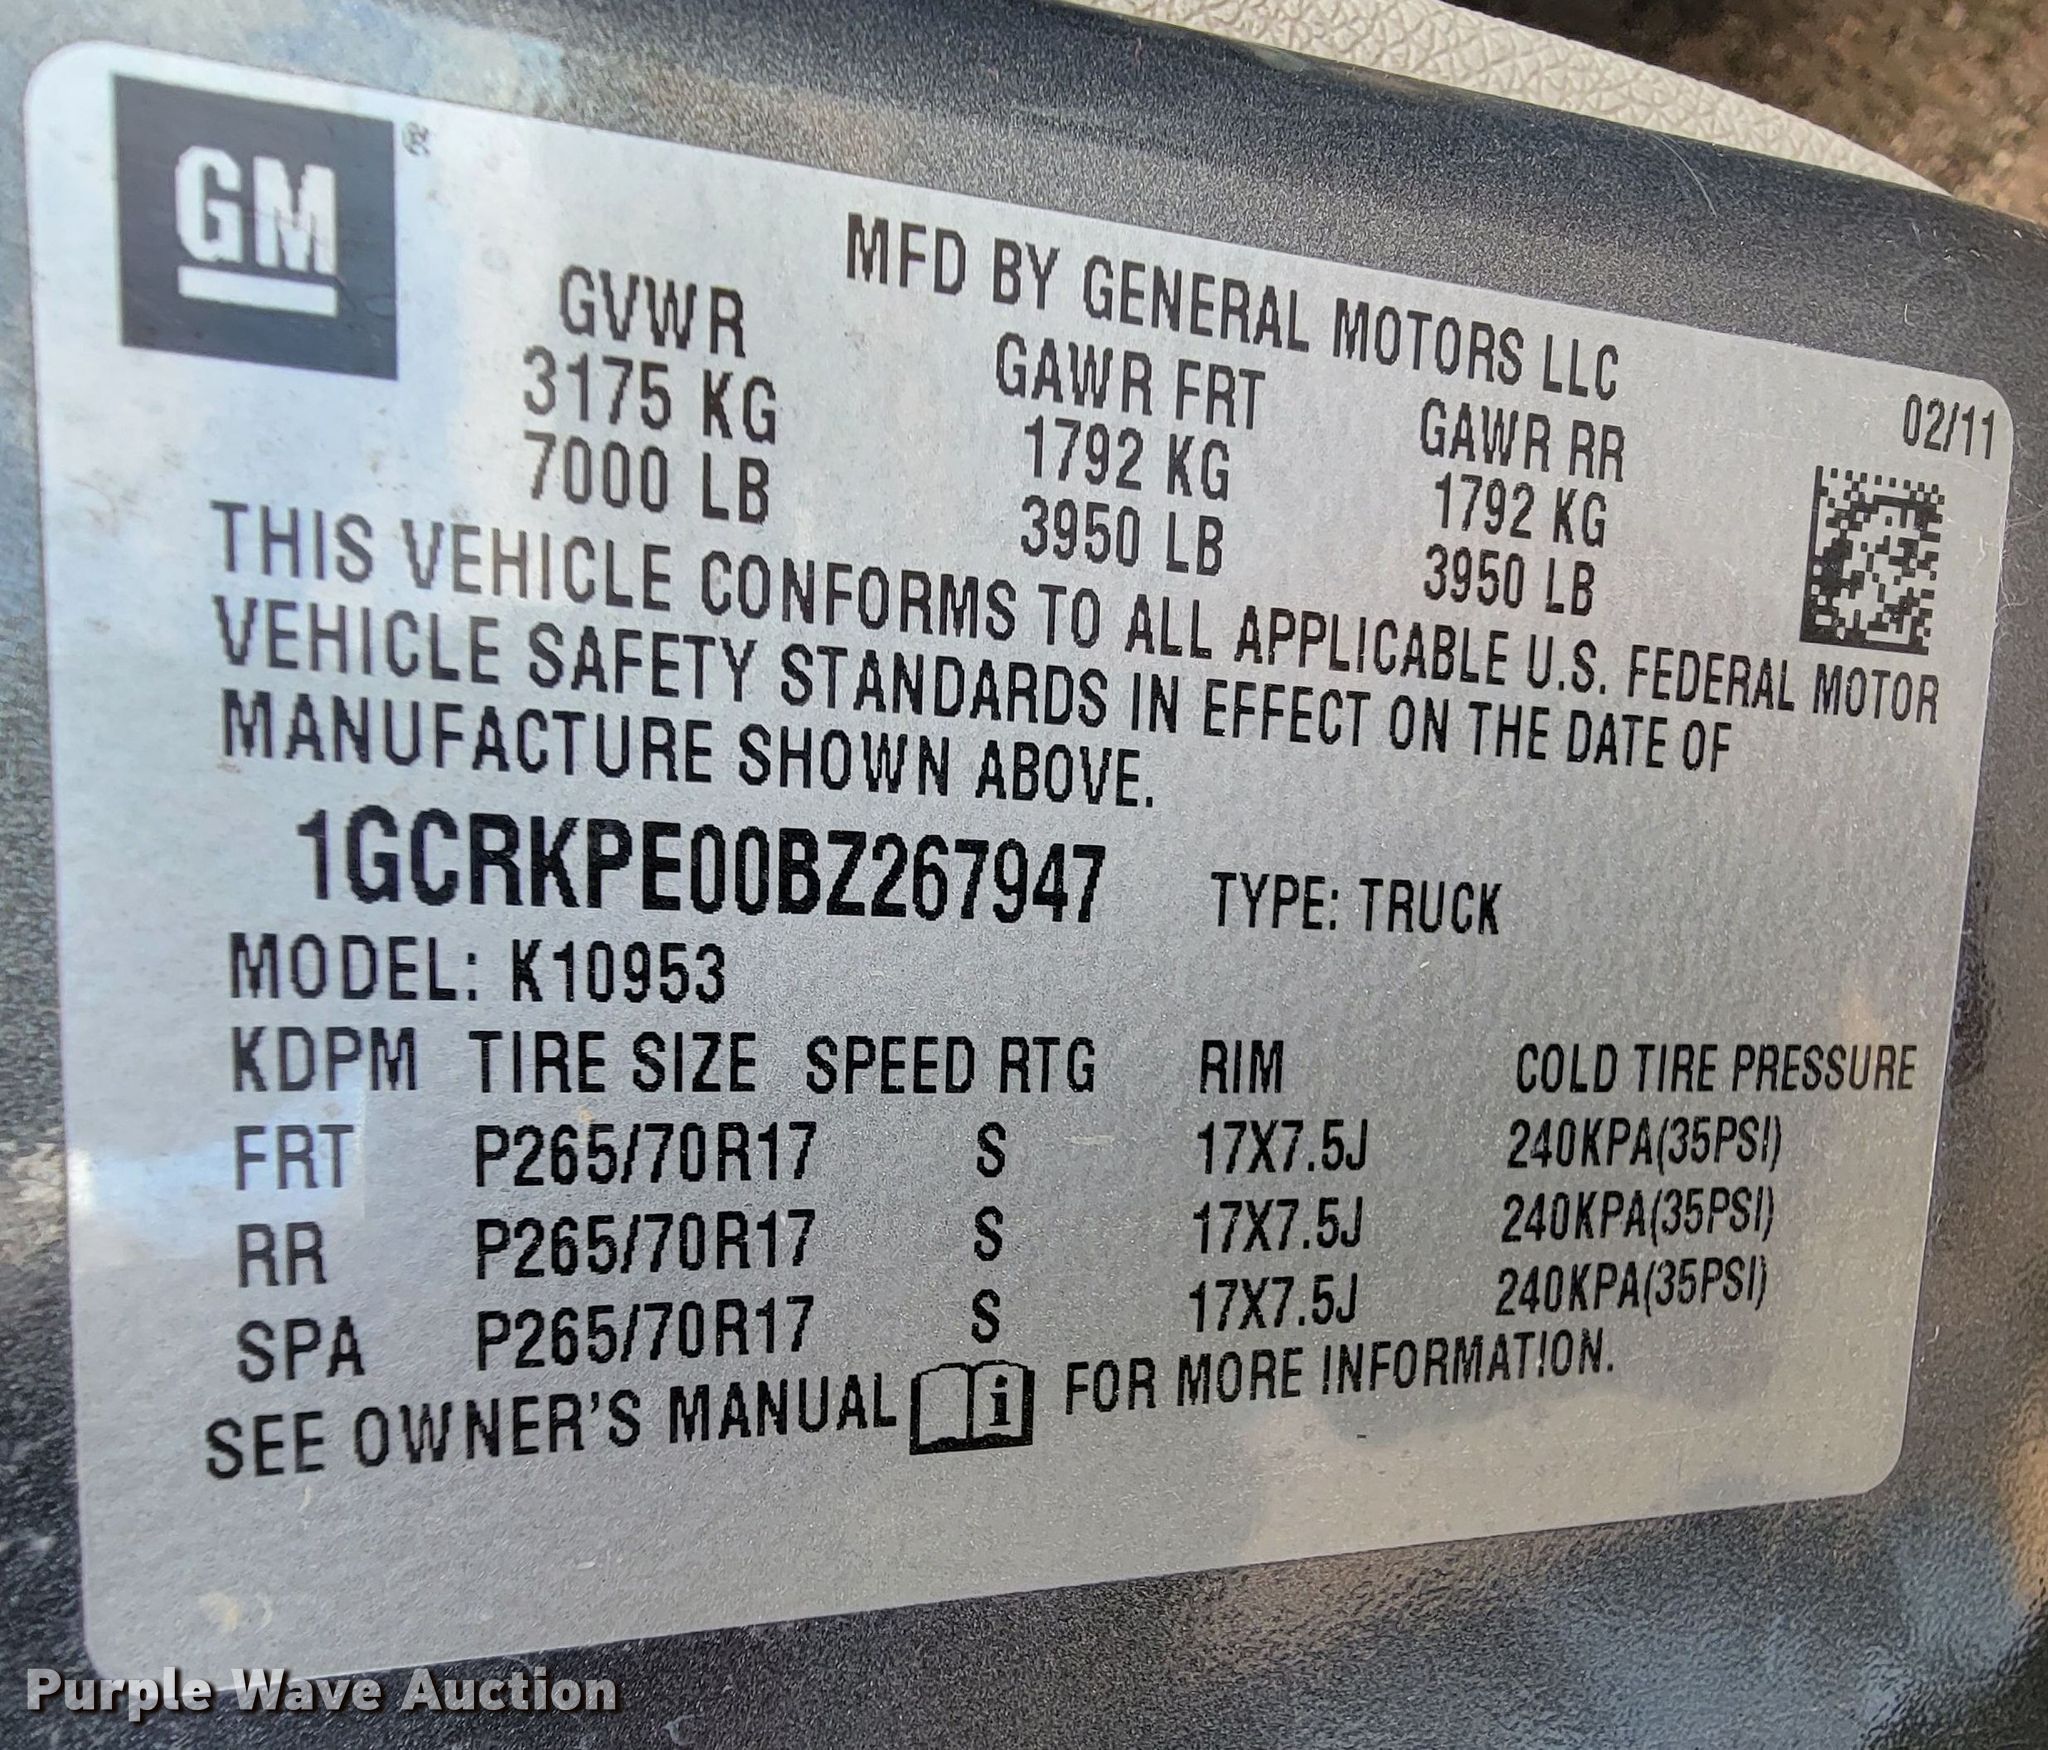 GM®
MFD BY GENERAL MOTORS LLC
GVWR GAWR FRT GAWR RR 02/11
3175 KG 1792 KG 1792 KG
7000 LB 3950 LB 3950 LB
THIS VEHICLE CONFORMS TO ALL APPLICABLE U.S. FEDERAL MOTOR
VEHICLE SAFETY STANDARDS IN EFFECT ON THE DATE OF
MANUFACTURE SHOWN ABOVE.
1GCRKPE00BZ267947 TYPE: TRUCK
MODEL: K10953
KDPM TIRE SIZE SPEED RTG RIM COLD TIRE PRESSURE
FRT P265/70R17 S 17X7.5J 240KPA(35PSI)
RR P265/70R17 S 17X7.5J 240KPA(35PSI)
SPA P265/70R17 S 17X7.5J 240KPA(35PSI)
SEE OWNER'S MANUAL i FOR MORE INFORMATION.
Purple Wave Auction